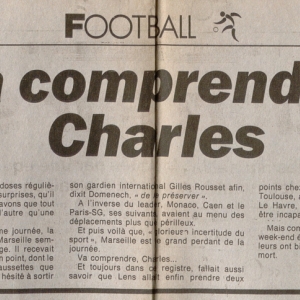 FOOTBALL
comprend
Charles
doses réguliè-
surprises, qu'il
avons que tout
d'autre qu'une
journée, la
Marseille sem-
Il recevait
point, dont le
aussettes que
hésité à sortir
son gardien international Gilles Rousset afin,
dixit Domenech, « de le préserver ».
A l'inverse du leader, Monaco, Caen et le
Paris-SG, ses suivants, avaient au menu des
déplacements plus que périlleux.
Et puis voilà que, « glorieuse incertitude du
sport », Marseille est le grand perdant de la
journée.
Va comprendre, Charles...
Et toujours dans ce registre, fallait aussi
savoir que Lens allait enfin prendre deux
points chez
Toulouse,
Le Havre,
être incapa
Mais com
week-end é
leurs ont b
mort.